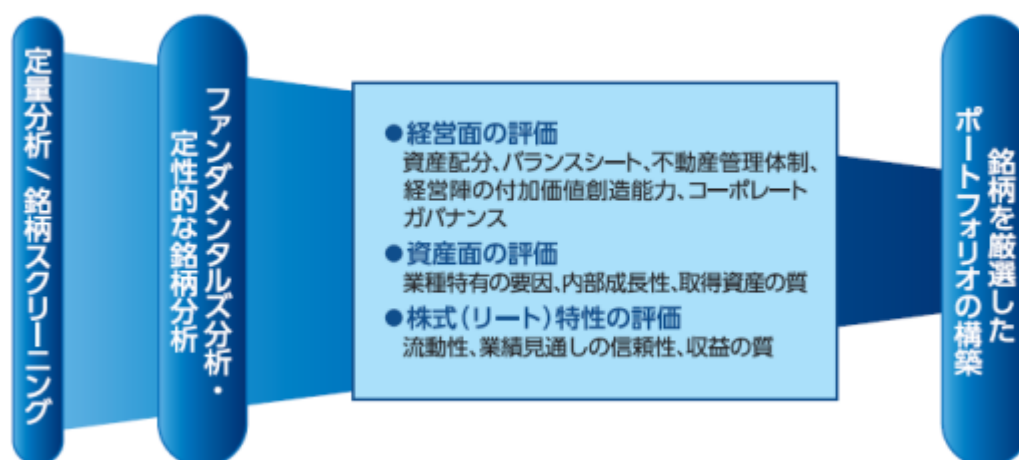 定量分析/銘柄スクリーニング
ファンダメンタルズ分析・
定性的な銘柄分析
●経営面の評価
資産配分、バランスシート、不動産管理体制、
経営陣の付加価値創造能力、コーポレート
ガバナンス
●資産面の評価
業種特有の要因、内部成長性、取得資産の質
●株式(リート)特性の評価
流動性、業績見通しの信頼性、収益の質
銘柄を厳選した
ポートフォリオの構築